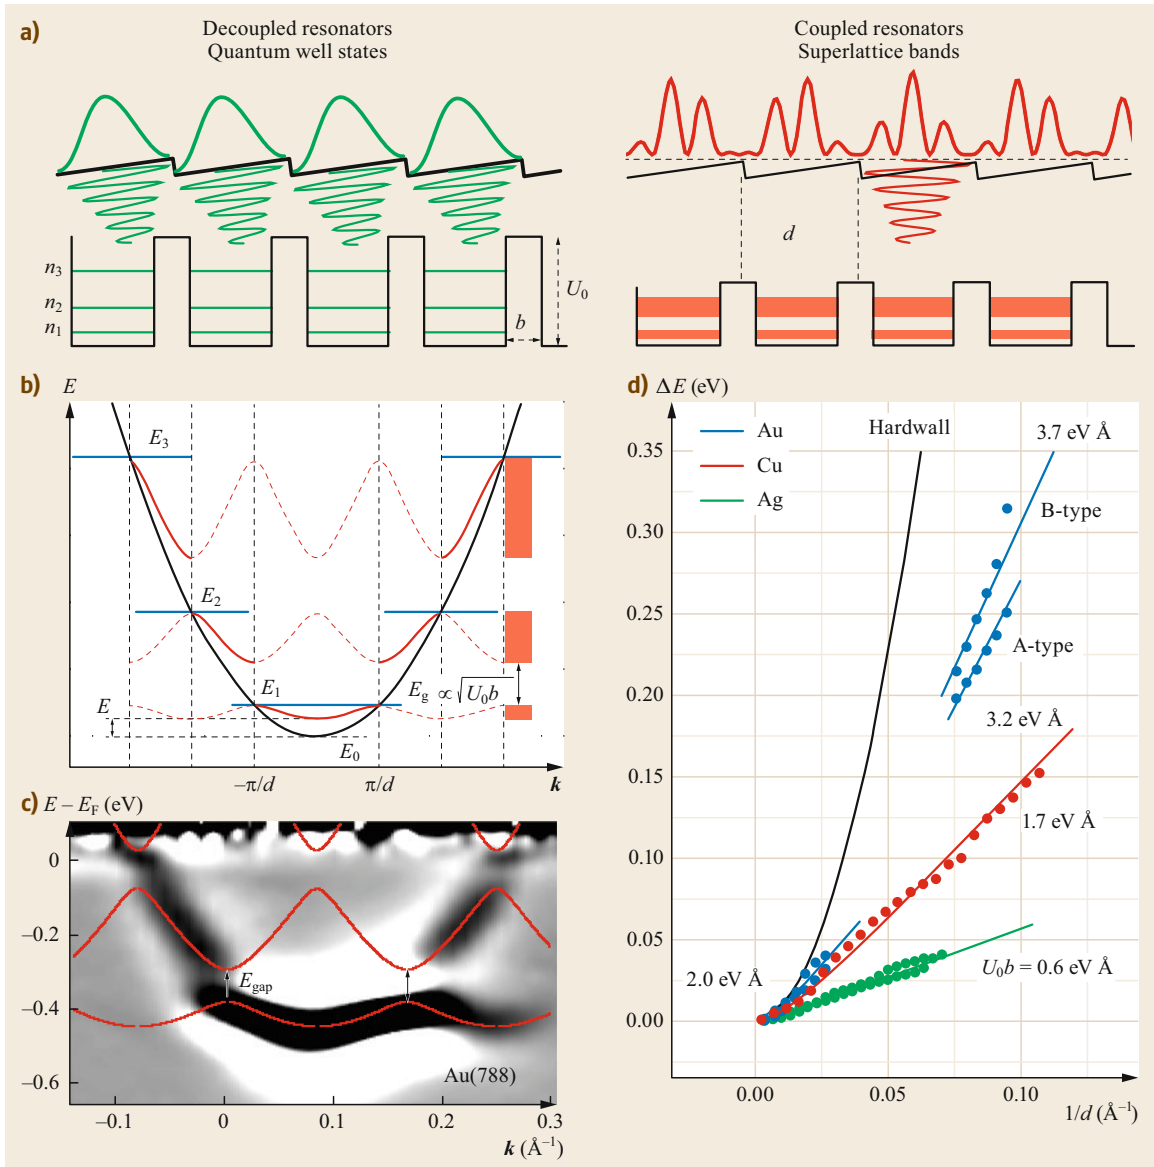 a)
Decoupled resonators
Quantum well states
Coupled resonators
Superlattice bands
n₃
n₂
n₁
U₀
b
d
b) E
E₃
E₂
E₁
E_g ∝ √U₀b
E
E₀
−π/d
π/d
k
c) E – E_F (eV)
0
−0.2
−0.4
−0.6
E_gap
Au(788)
−0.1
0
0.1
0.2
0.3
k (Å⁻¹)
d) ΔE (eV)
Au
Cu
Ag
Hardwall
3.7 eV Å
B-type
A-type
3.2 eV Å
1.7 eV Å
2.0 eV Å
U₀b = 0.6 eV Å
0.35
0.30
0.25
0.20
0.15
0.10
0.05
0.00
0.00
0.05
0.10
1/d (Å⁻¹)